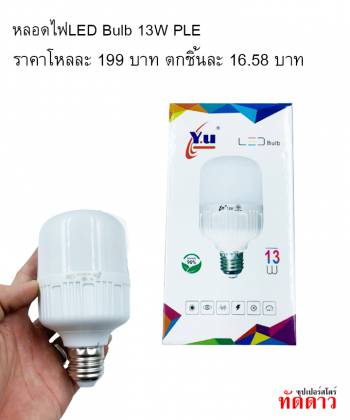 หลอดไฟLED Bulb 13W PLE
ราคาโหลละ 199 บาท ตกชิ้นละ 16.58 บาท
Y.u
LED Bulb
90%
13
W
ซุปเปอร์สโตร์
ทัดดาว